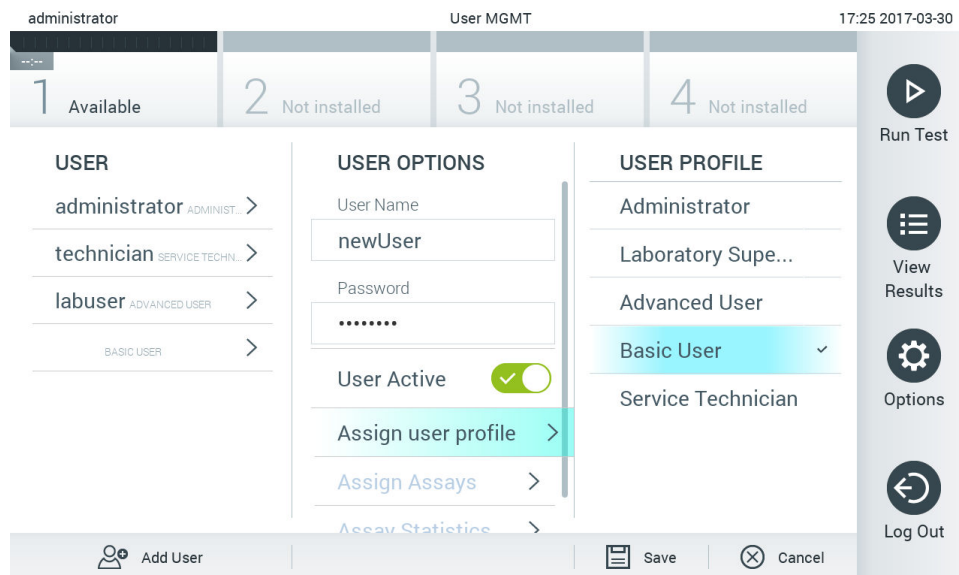 administrator User MGMT 17:25 2017-03-30
--:--
1 Available 2 Not installed 3 Not installed 4 Not installed
Run Test
View
Results
Options
Log Out
USER
administrator ADMINIST...
technician SERVICE TECHN...
labuser ADVANCED USER
BASIC USER
USER OPTIONS
User Name
newUser
Password
••••••••
User Active
Assign user profile
Assign Assays
Assay Statistics
USER PROFILE
Administrator
Laboratory Supe...
Advanced User
Basic User
Service Technician
Add User Save Cancel